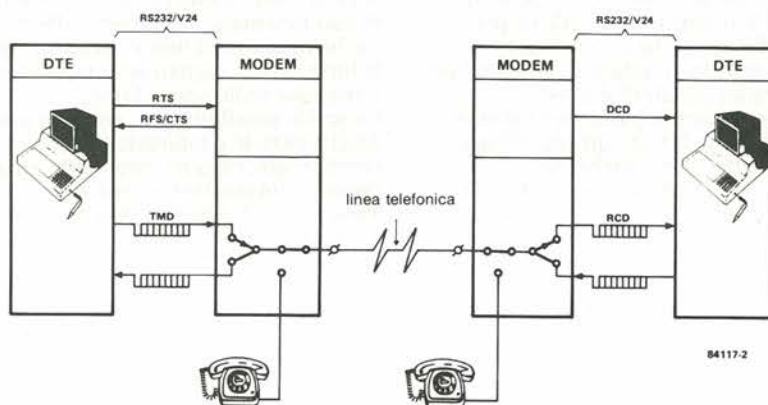 RS232/V24
RS232/V24
DTE
MODEM
MODEM
DTE
RTS
RFS/CTS
DCD
linea telefonica
TMD
RCD
84117-2